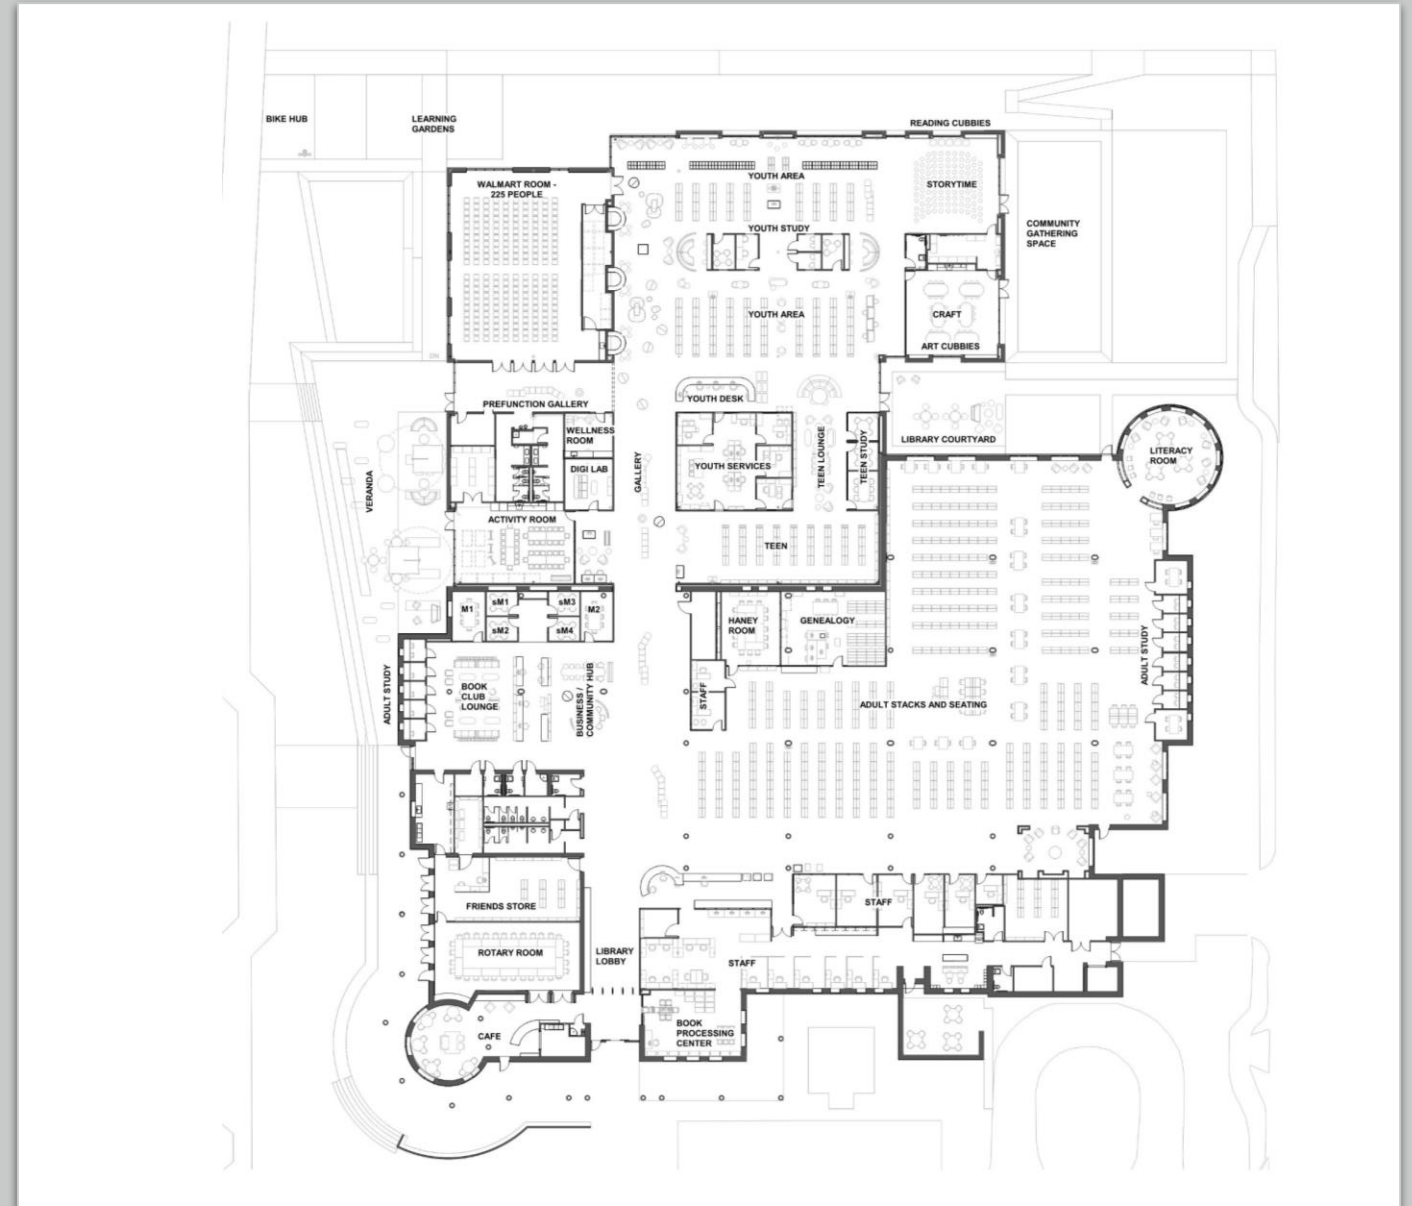 BIKE HUB
LEARNING
GARDENS
READING CUBBIES
WALMART ROOM -
225 PEOPLE
YOUTH AREA
STORYTIME
YOUTH STUDY
COMMUNITY
GATHERING
SPACE
YOUTH AREA
CRAFT
ART CUBBIES
DN
YOUTH DESK
PREFUNCTION GALLERY
WELLNESS
ROOM
LIBRARY COURTYARD
LITERACY
ROOM
DIGI LAB
YOUTH SERVICES
TEEN LOUNGE
TEEN STUDY
GALLERY
VERANDA
ACTIVITY ROOM
TEEN
M1
sM1
sM3
M2
sM2
sM4
HANEY
ROOM
GENEALOGY
ADULT STUDY
ADULT STUDY
BOOK
CLUB
LOUNGE
BUSINESS /
COMMUNITY HUB
STAFF
ADULT STACKS AND SEATING
FRIENDS STORE
STAFF
ROTARY ROOM
LIBRARY
LOBBY
STAFF
CAFE
BOOK
PROCESSING
CENTER